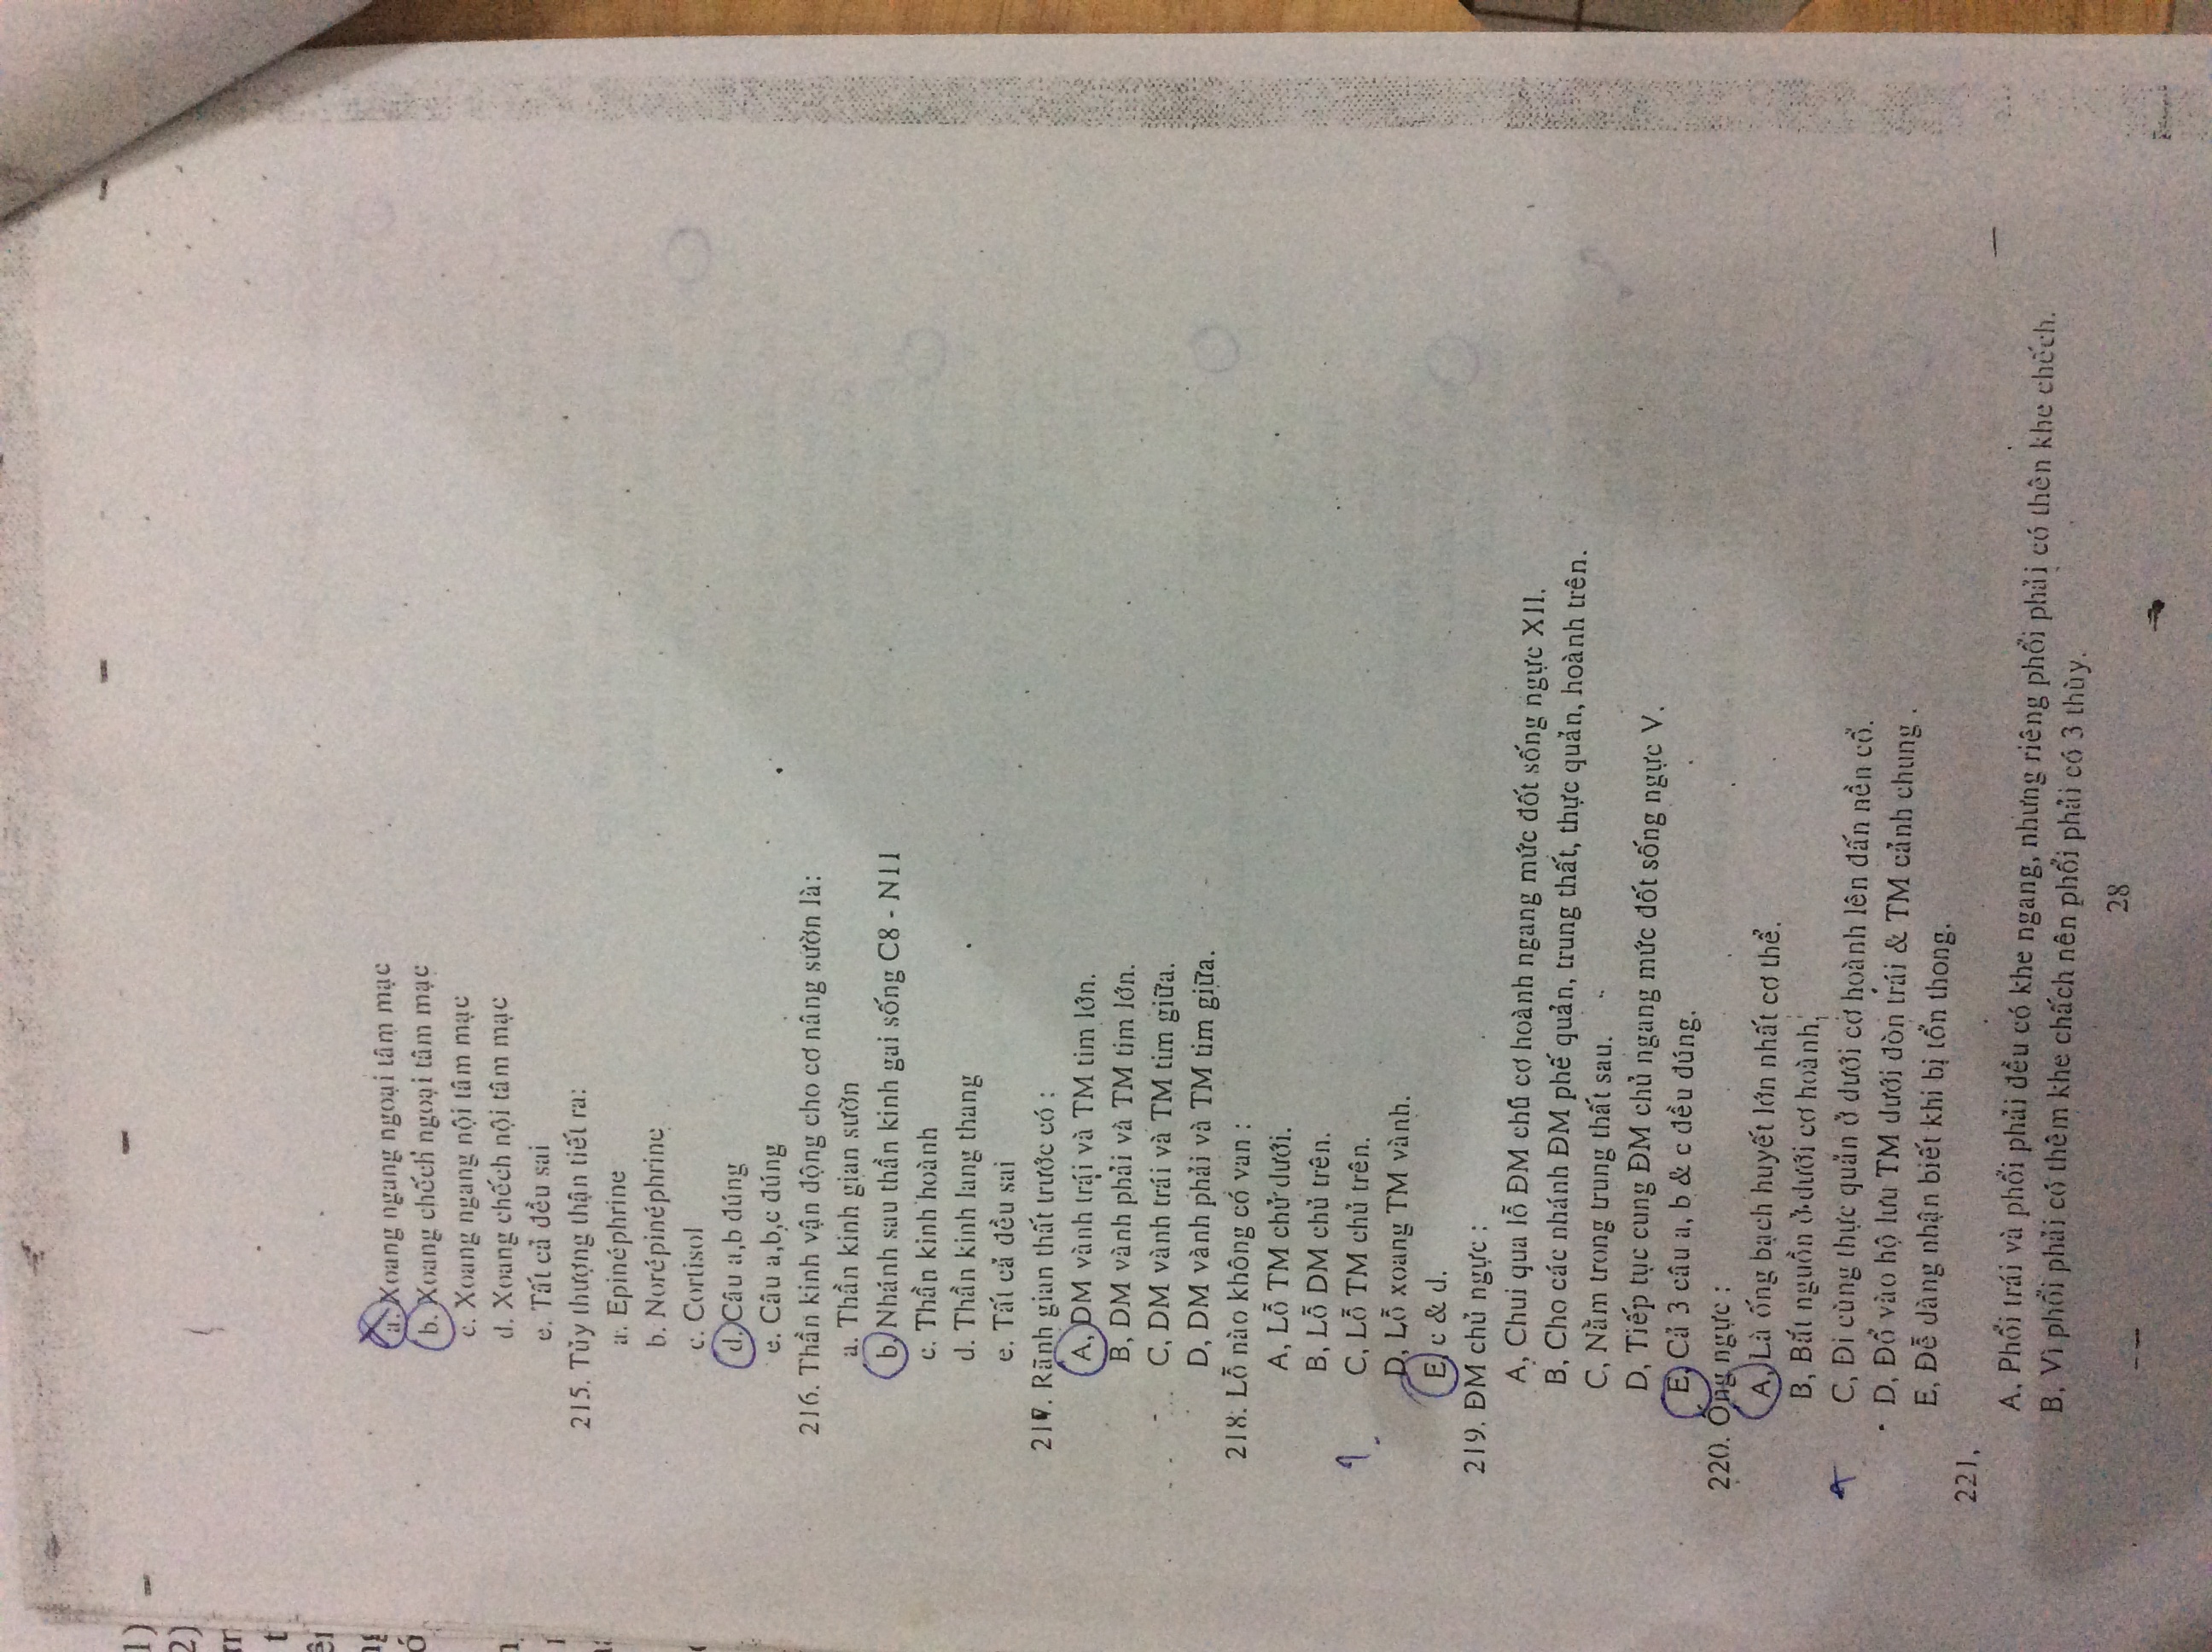 1)
2)
a. Xoang ngang ngoại tâm mạc
b. Xoang chếch ngoại tâm mạc
c. Xoang ngang nội tâm mạc
d. Xoang chếch nội tâm mạc
e. Tất cả đều sai
215. Tủy thượng thận tiết ra:
a. Epinéphrine
b. Norépinéphrine
c. Cortisol
d. Câu a,b đúng
e. Câu a,b,c đúng
216. Thần kinh vận động cho cơ nâng sườn là:
a. Thần kinh gian sườn
b. Nhánh sau thần kinh gai sống C8 - N11
c. Thần kinh hoành
d. Thần kinh lang thang
e. Tất cả đều sai
217. Rãnh gian thất trước có :
A, DM vành trái và TM tim lớn.
B, DM vành phải và TM tim lớn.
C, DM vành trái và TM tim giữa.
D, DM vành phải và TM tim giữa.
218. Lỗ nào không có van :
A, Lỗ TM chủ dưới.
B, Lỗ DM chủ trên.
C, Lỗ TM chủ trên.
D, Lỗ xoang TM vành.
E, c & d.
219. ĐM chủ ngực :
A, Chui qua lỗ ĐM chũ cơ hoành ngang mức đốt sống ngực XII.
B, Cho các nhánh ĐM phế quản, trung thất, thực quản, hoành trên.
C, Nằm trong trung thất sau.
D, Tiếp tục cung ĐM chủ ngang mức đốt sống ngực V.
E, Cả 3 câu a, b & c đều đúng.
220. Ống ngực :
A, Là ống bạch huyết lớn nhất cơ thể.
B, Bắt nguồn ở dưới cơ hoành.
C, Đi cùng thực quản ở dưới cơ hoành lên đấn nền cổ.
D, Đổ vào hộ lưu TM dưới đòn trái & TM cảnh chung .
E, Đễ dàng nhận biết khi bị tổn thong.
221,
A, Phổi trái và phổi phải đều có khe ngang, nhưng riêng phổi phải có thên khe chếch.
B, Vì phổi phải có thêm khe chấch nên phổi phải có 3 thùy.
28